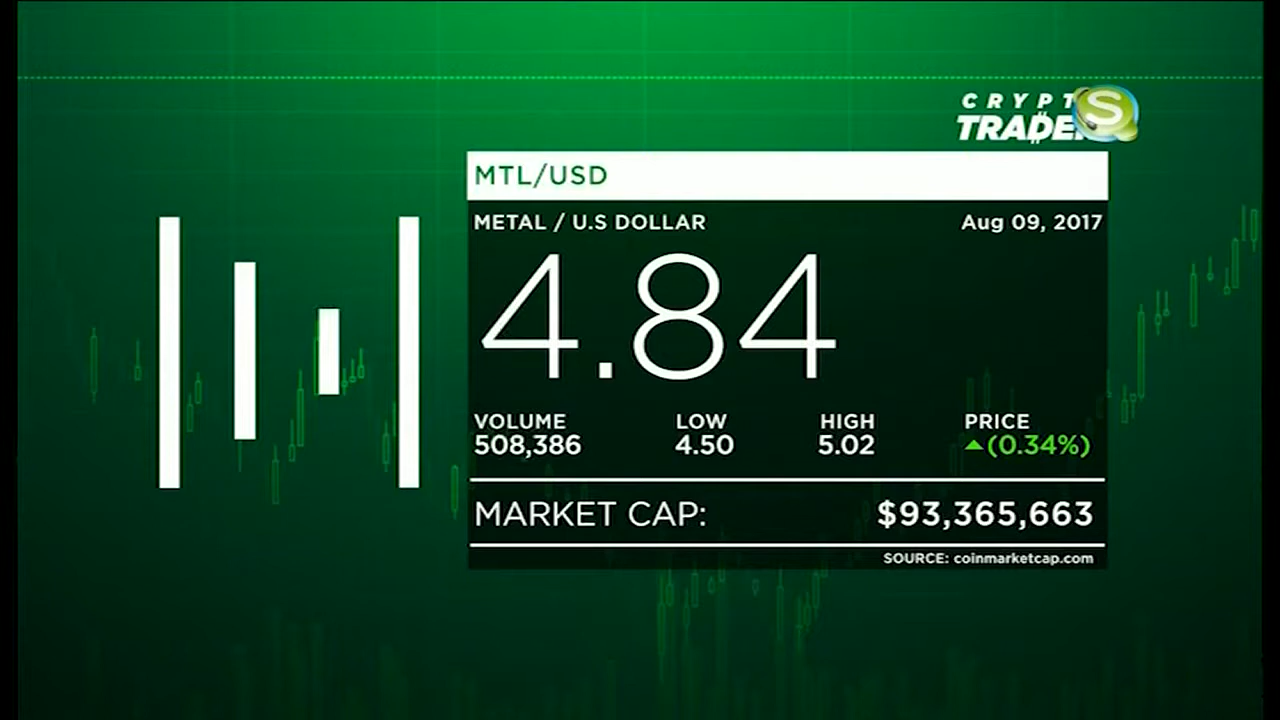 CRYPT
TRADER
S
MTL/USD
METAL / U.S DOLLAR Aug 09, 2017
4.84
VOLUME LOW HIGH PRICE
508,386 4.50 5.02 ▲(0.34%)
MARKET CAP: $93,365,663
SOURCE: coinmarketcap.com